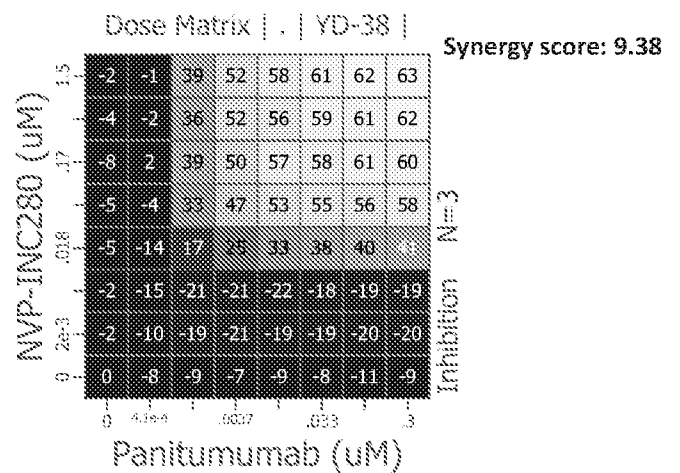 Dose Matrix | . | YD-38 |
Synergy score: 9.38
NVP-INC280 (uM)
1.5 -2 -1 39 52 58 61 62 63
-4 -2 36 52 56 59 61 62
.17 -8 2 39 50 57 58 61 60
-5 -4 33 47 53 55 56 58
.018 -5 -14 17 25 33 38 40 41
-2 -15 -21 -21 -22 -18 -19 -19
2e-3 -2 -10 -19 -21 -19 -19 -20 -20
0 0 -8 -9 -7 -9 -8 -11 -9
Inhibition N=3
0 4.1e-4 .0037 .033 .3
Panitumumab (uM)